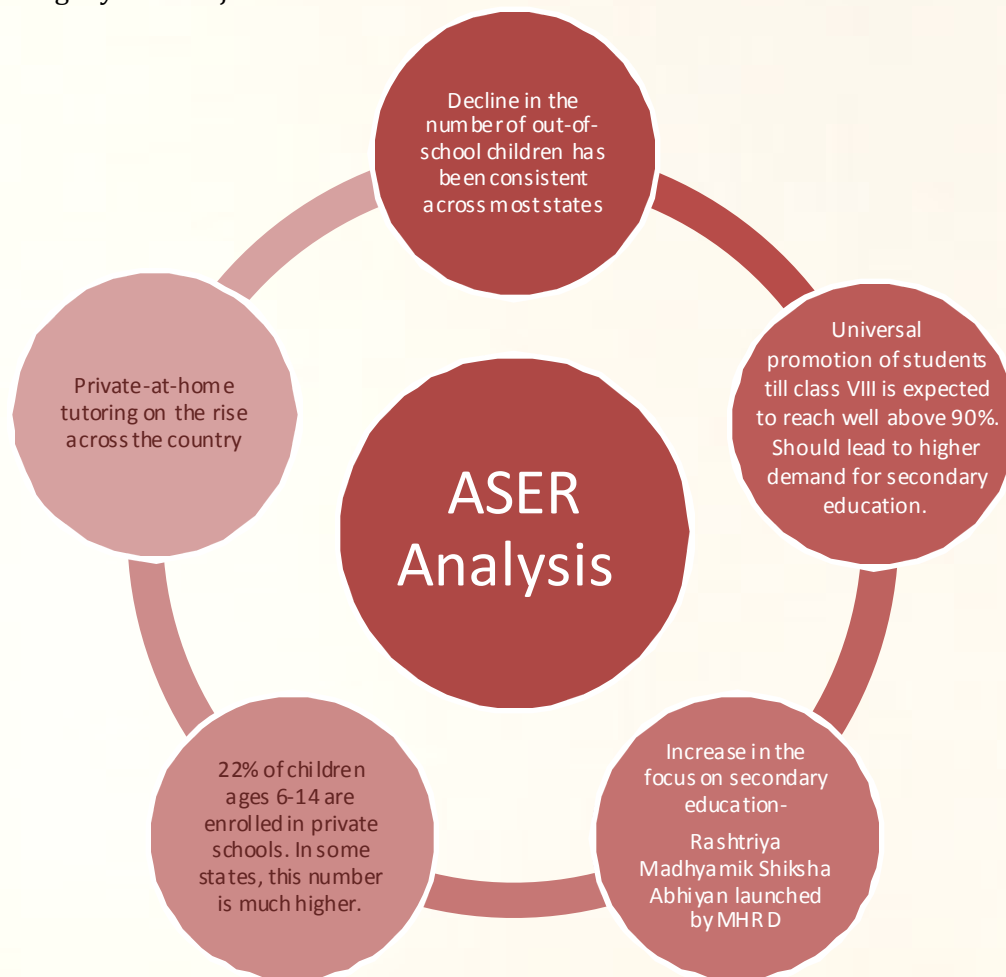 Decline in the
number of out-of-
school children has
been consistent
across most states
Universal
promotion of students
till class VIII is expected
to reach well above 90%.
Should lead to higher
demand for secondary
education.
Increase in the
focus on secondary
education-
Rashtriya
Madhyamik Shiksha
Abhiyan launched
by MHRD
22% of children
ages 6-14 are
enrolled in private
schools. In some
states, this number
is much higher.
Private-at-home
tutoring on the rise
across the country
ASER
Analysis